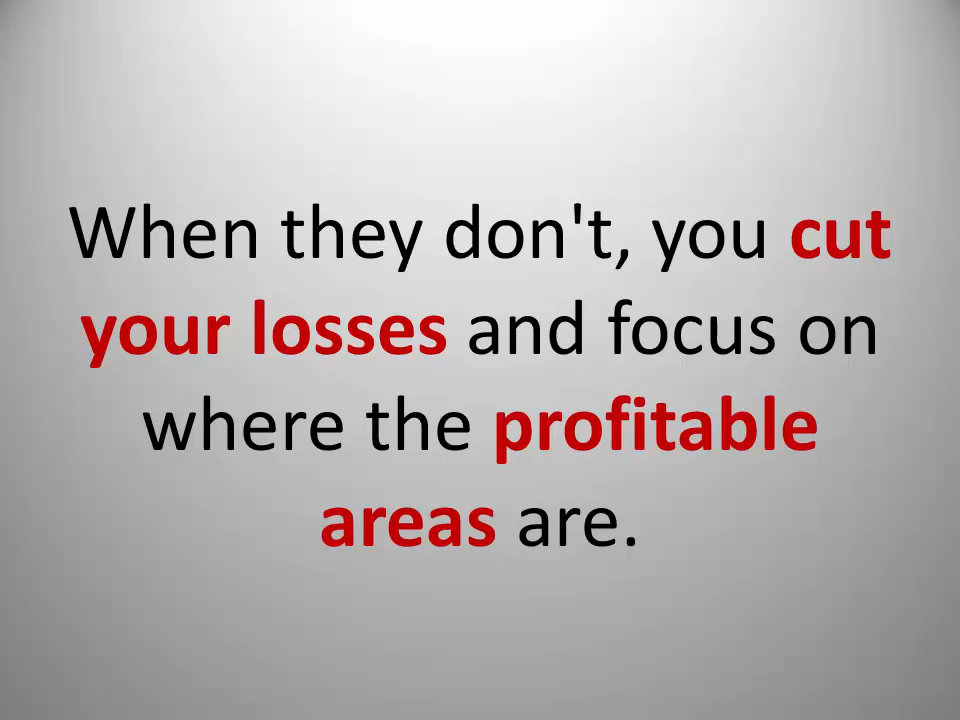 When they don't, you cut
your losses and focus on
where the profitable
areas are.